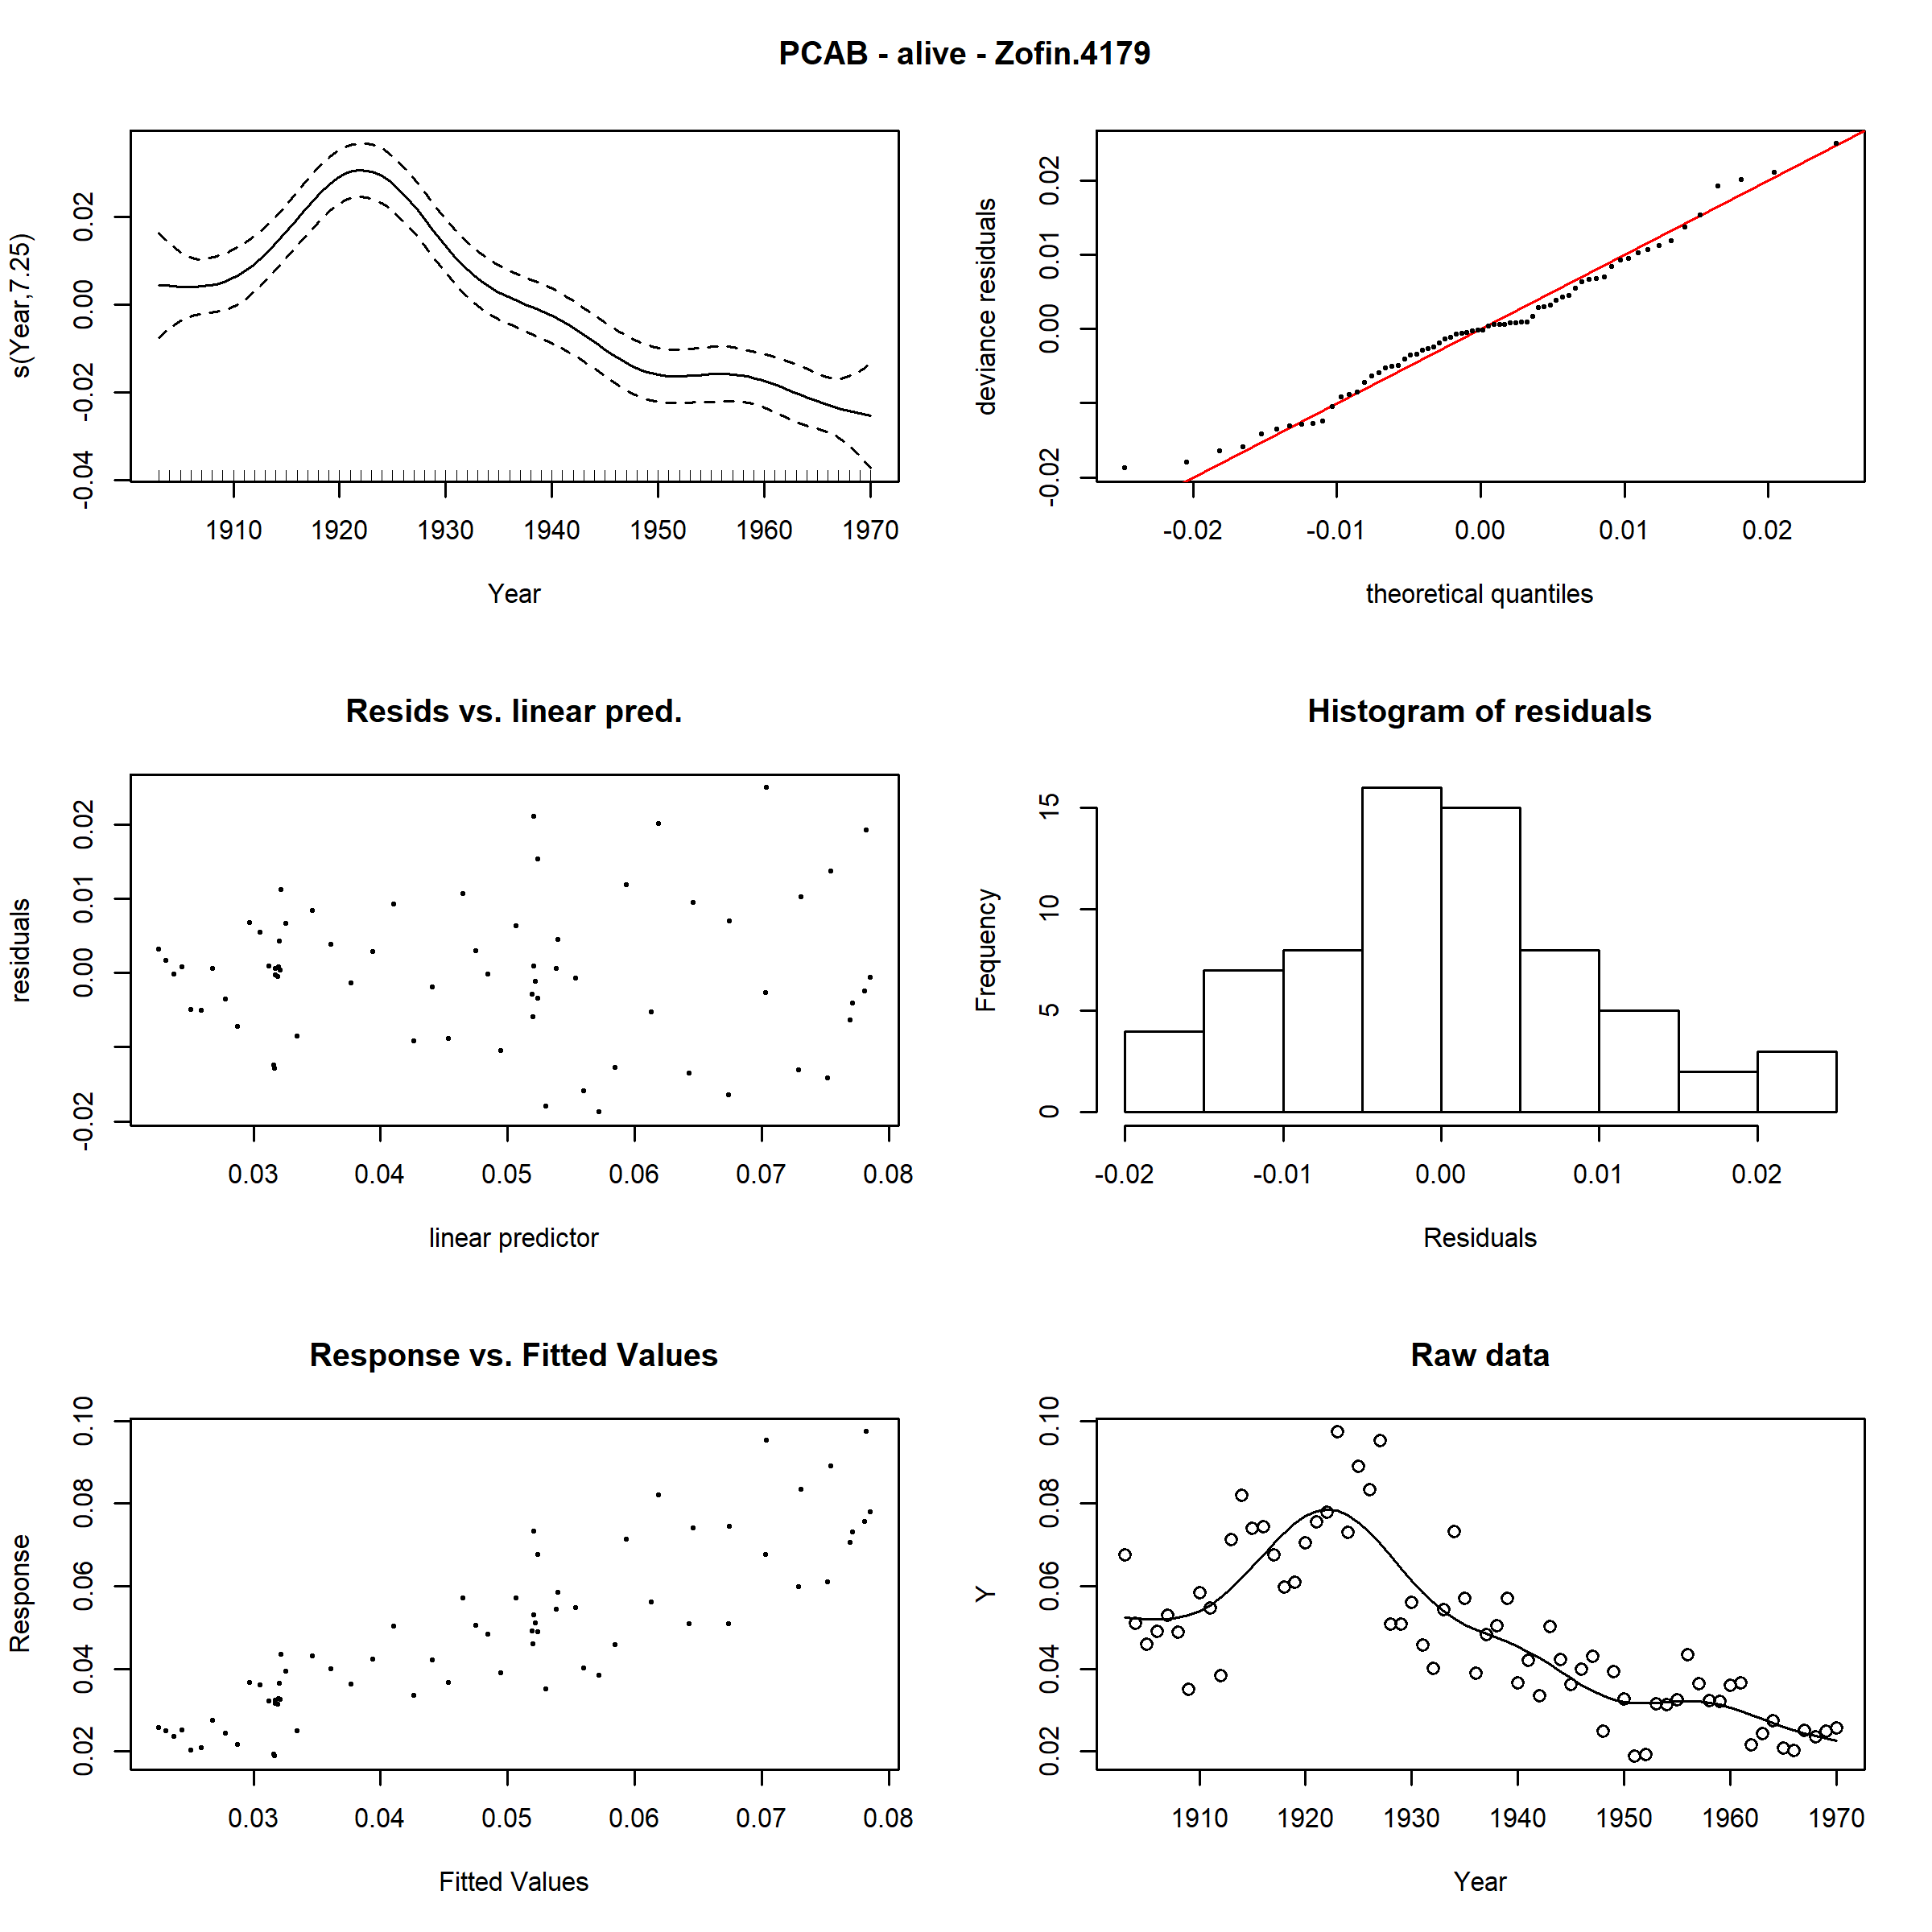 PCAB - alive - Zofin.4179
s(Year,7.25)
-0.04 -0.02 0.00 0.02
1910 1920 1930 1940 1950 1960 1970
Year
deviance residuals
-0.02 0.00 0.01 0.02
-0.02 -0.01 0.00 0.01 0.02
theoretical quantiles
Resids vs. linear pred.
residuals
-0.02 0.00 0.01 0.02
0.03 0.04 0.05 0.06 0.07 0.08
linear predictor
Histogram of residuals
Frequency
0 5 10 15
-0.02 -0.01 0.00 0.01 0.02
Residuals
Response vs. Fitted Values
Response
0.02 0.04 0.06 0.08 0.10
0.03 0.04 0.05 0.06 0.07 0.08
Fitted Values
Raw data
Y
0.02 0.04 0.06 0.08 0.10
1910 1920 1930 1940 1950 1960 1970
Year